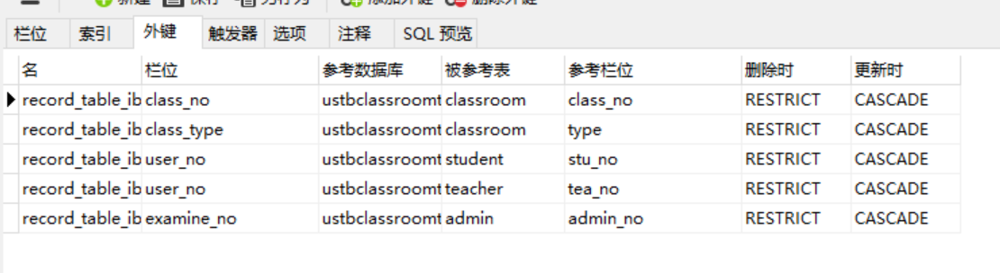 新建 保存 另存为 添加外键 删除外键
栏位 索引 外键 触发器 选项 注释 SQL 预览
名 栏位 参考数据库 被参考表 参考栏位 删除时 更新时
record_table_ib class_no ustbclassroomt classroom class_no RESTRICT CASCADE
record_table_ib class_type ustbclassroomt classroom type RESTRICT CASCADE
record_table_ib user_no ustbclassroomt student stu_no RESTRICT CASCADE
record_table_ib user_no ustbclassroomt teacher tea_no RESTRICT CASCADE
record_table_ib examine_no ustbclassroomt admin admin_no RESTRICT CASCADE